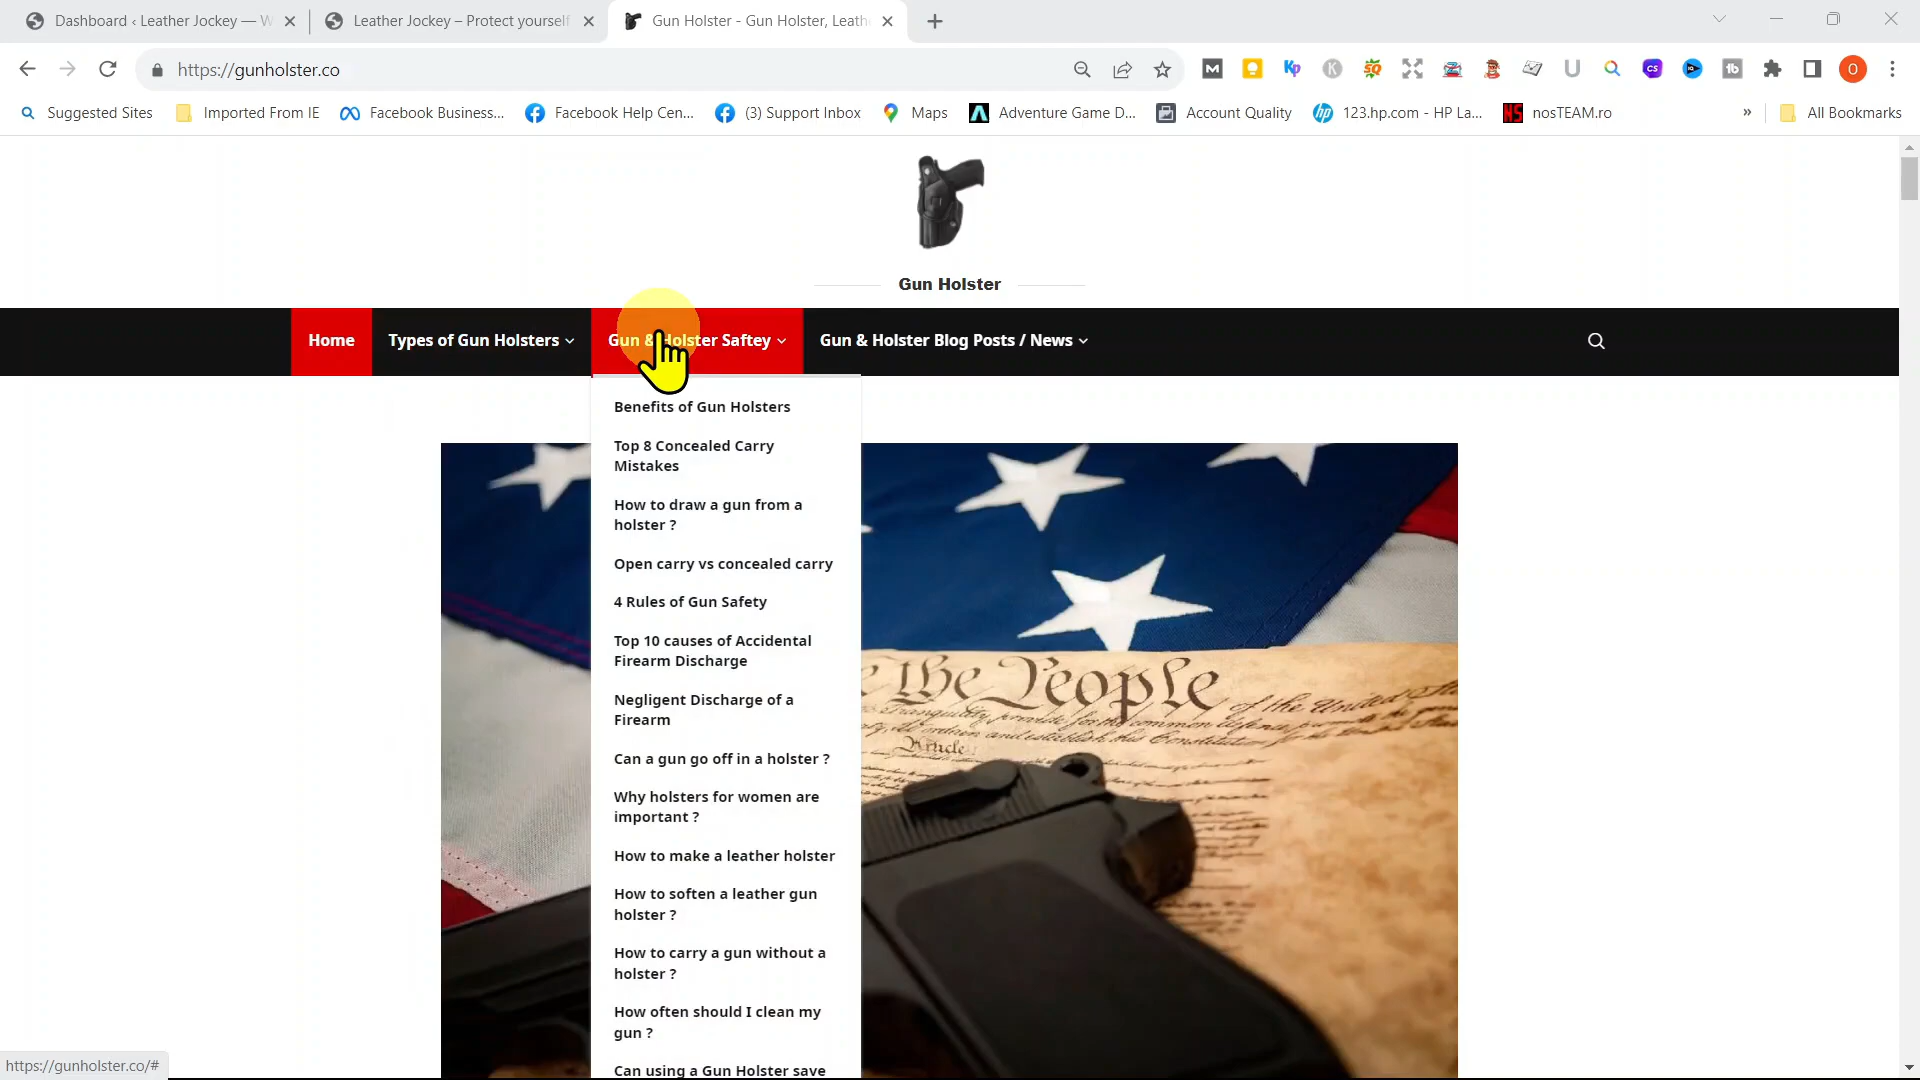 Dashboard ‹ Leather Jockey — W
Leather Jockey – Protect yourself
Gun Holster - Gun Holster, Leath
https://gunholster.co
Suggested Sites
Imported From IE
Facebook Business...
Facebook Help Cen...
(3) Support Inbox
Maps
Adventure Game D...
Account Quality
123.hp.com - HP La...
nosTEAM.ro
»
All Bookmarks
Gun Holster
Home
Types of Gun Holsters
Gun & Holster Saftey
Gun & Holster Blog Posts / News
Benefits of Gun Holsters
Top 8 Concealed Carry
Mistakes
How to draw a gun from a
holster ?
Open carry vs concealed carry
4 Rules of Gun Safety
Top 10 causes of Accidental
Firearm Discharge
Negligent Discharge of a
Firearm
Can a gun go off in a holster ?
Why holsters for women are
important ?
How to make a leather holster
How to soften a leather gun
holster ?
How to carry a gun without a
holster ?
How often should I clean my
gun ?
Can using a Gun Holster save
We The People
of the United
Article
https://gunholster.co/#